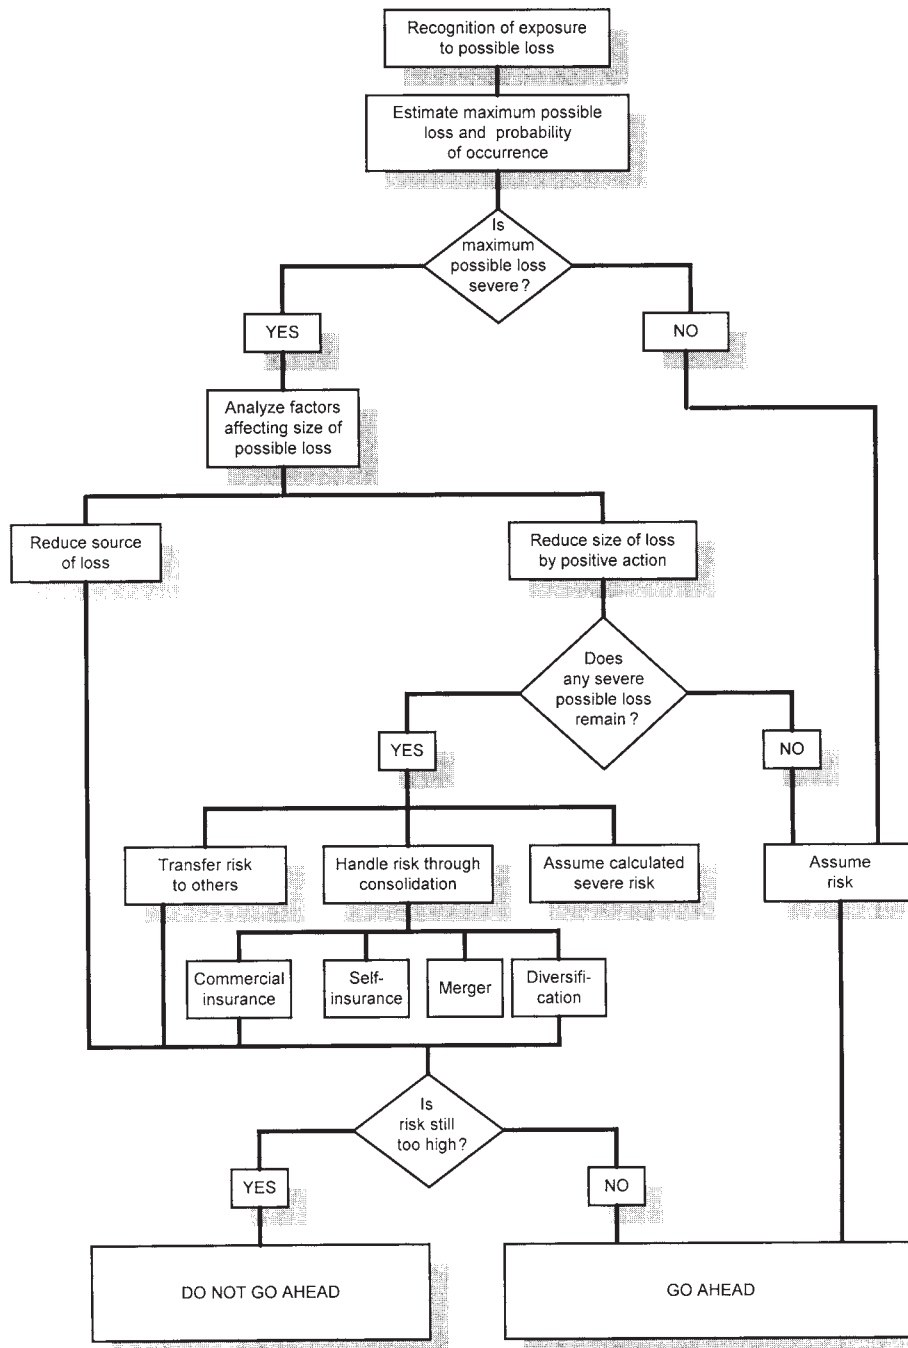 Recognition of exposure
to possible loss
Estimate maximum possible
loss and probability
of occurrence
Is
maximum
possible loss
severe?
YES
NO
Analyze factors
affecting size of
possible loss
Reduce source
of loss
Reduce size of loss
by positive action
Does
any severe
possible loss
remain?
YES
NO
Transfer risk
to others
Handle risk through
consolidation
Assume calculated
severe risk
Assume
risk
Commercial
insurance
Self-
insurance
Merger
Diversifi-
cation
Is
risk still
too high?
YES
NO
DO NOT GO AHEAD
GO AHEAD